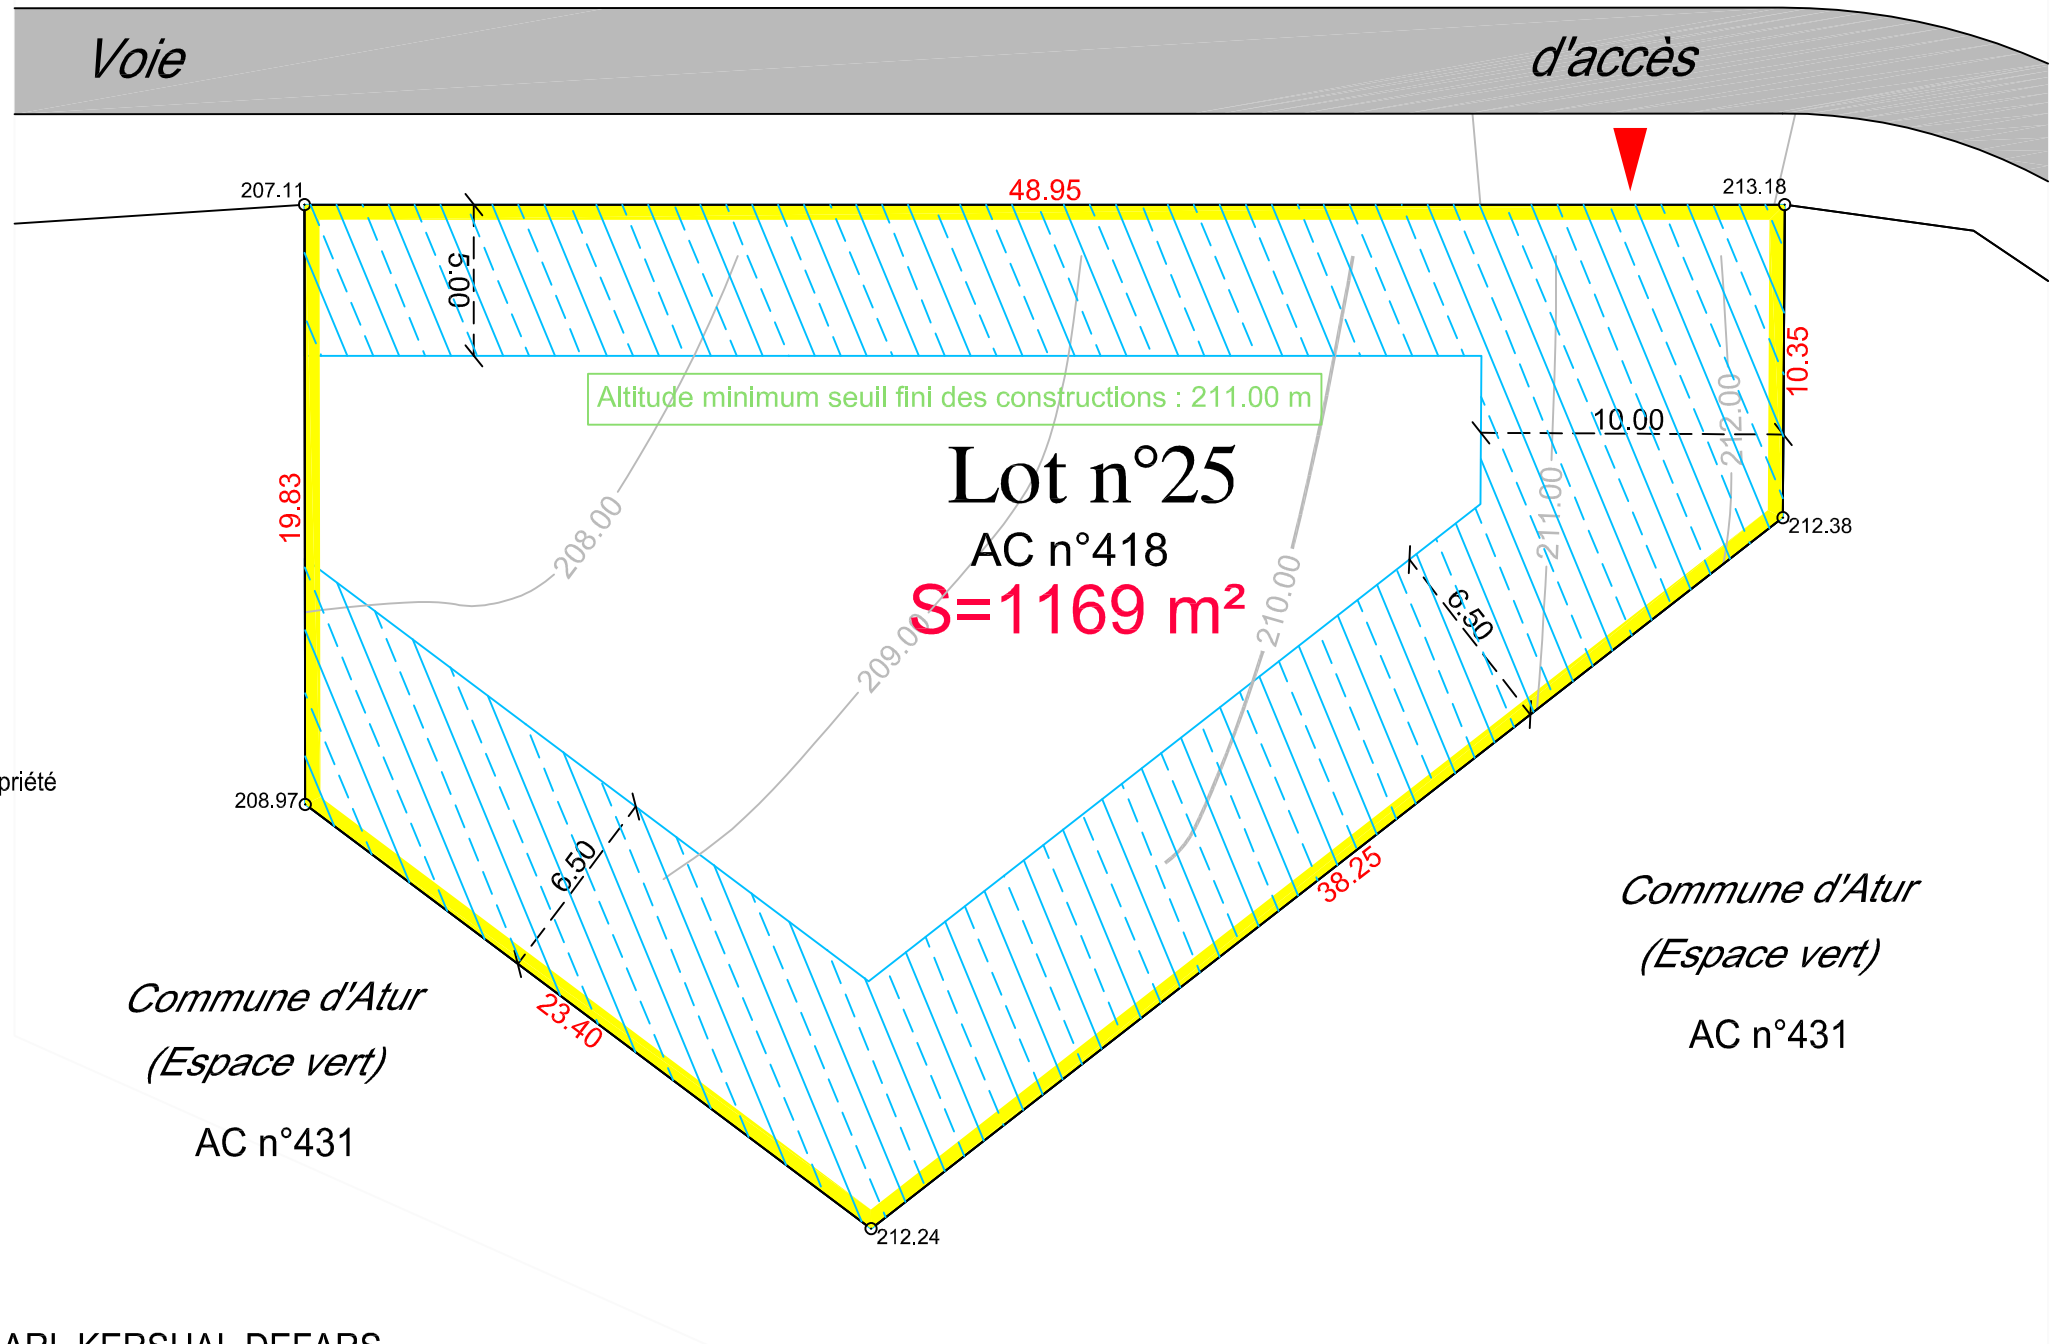 Voie
d'accès
207.11
48.95
213.18
5.00
10.35
Altitude minimum seuil fini des constructions : 211.00 m
10.00
212.00
Lot n°25
19.83
208.00
211.00
212.38
AC n°418
S=1169 m²
210.00
6.50
209.00
priété
208.97
6.50
38.25
Commune d'Atur
(Espace vert)
AC n°431
23.40
Commune d'Atur
(Espace vert)
AC n°431
212.24